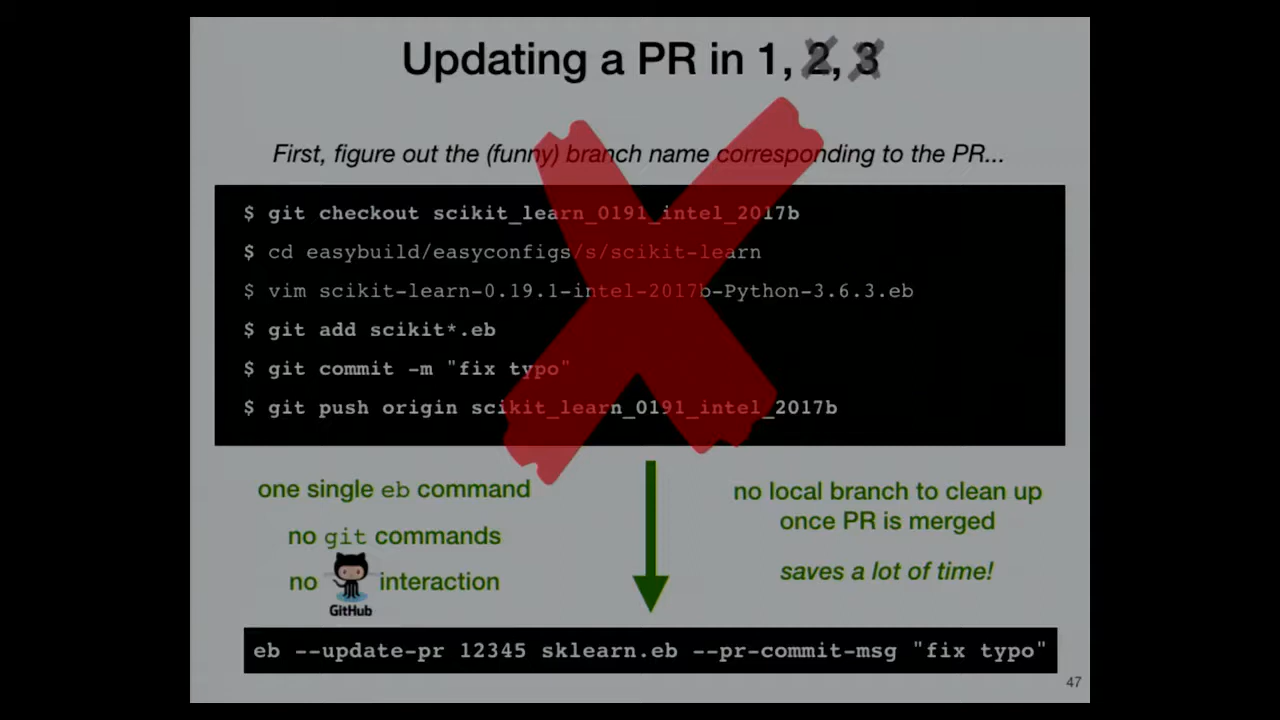 Updating a PR in 1, 2, 3
First, figure out the (funny) branch name corresponding to the PR...
$ git checkout scikit_learn_0191_intel_2017b
$ cd easybuild/easyconfigs/s/scikit-learn
$ vim scikit-learn-0.19.1-intel-2017b-Python-3.6.3.eb
$ git add scikit*.eb
$ git commit -m "fix typo"
$ git push origin scikit_learn_0191_intel_2017b
one single eb command
no git commands
no GitHub interaction
no local branch to clean up
once PR is merged
saves a lot of time!
eb --update-pr 12345 sklearn.eb --pr-commit-msg "fix typo"
47